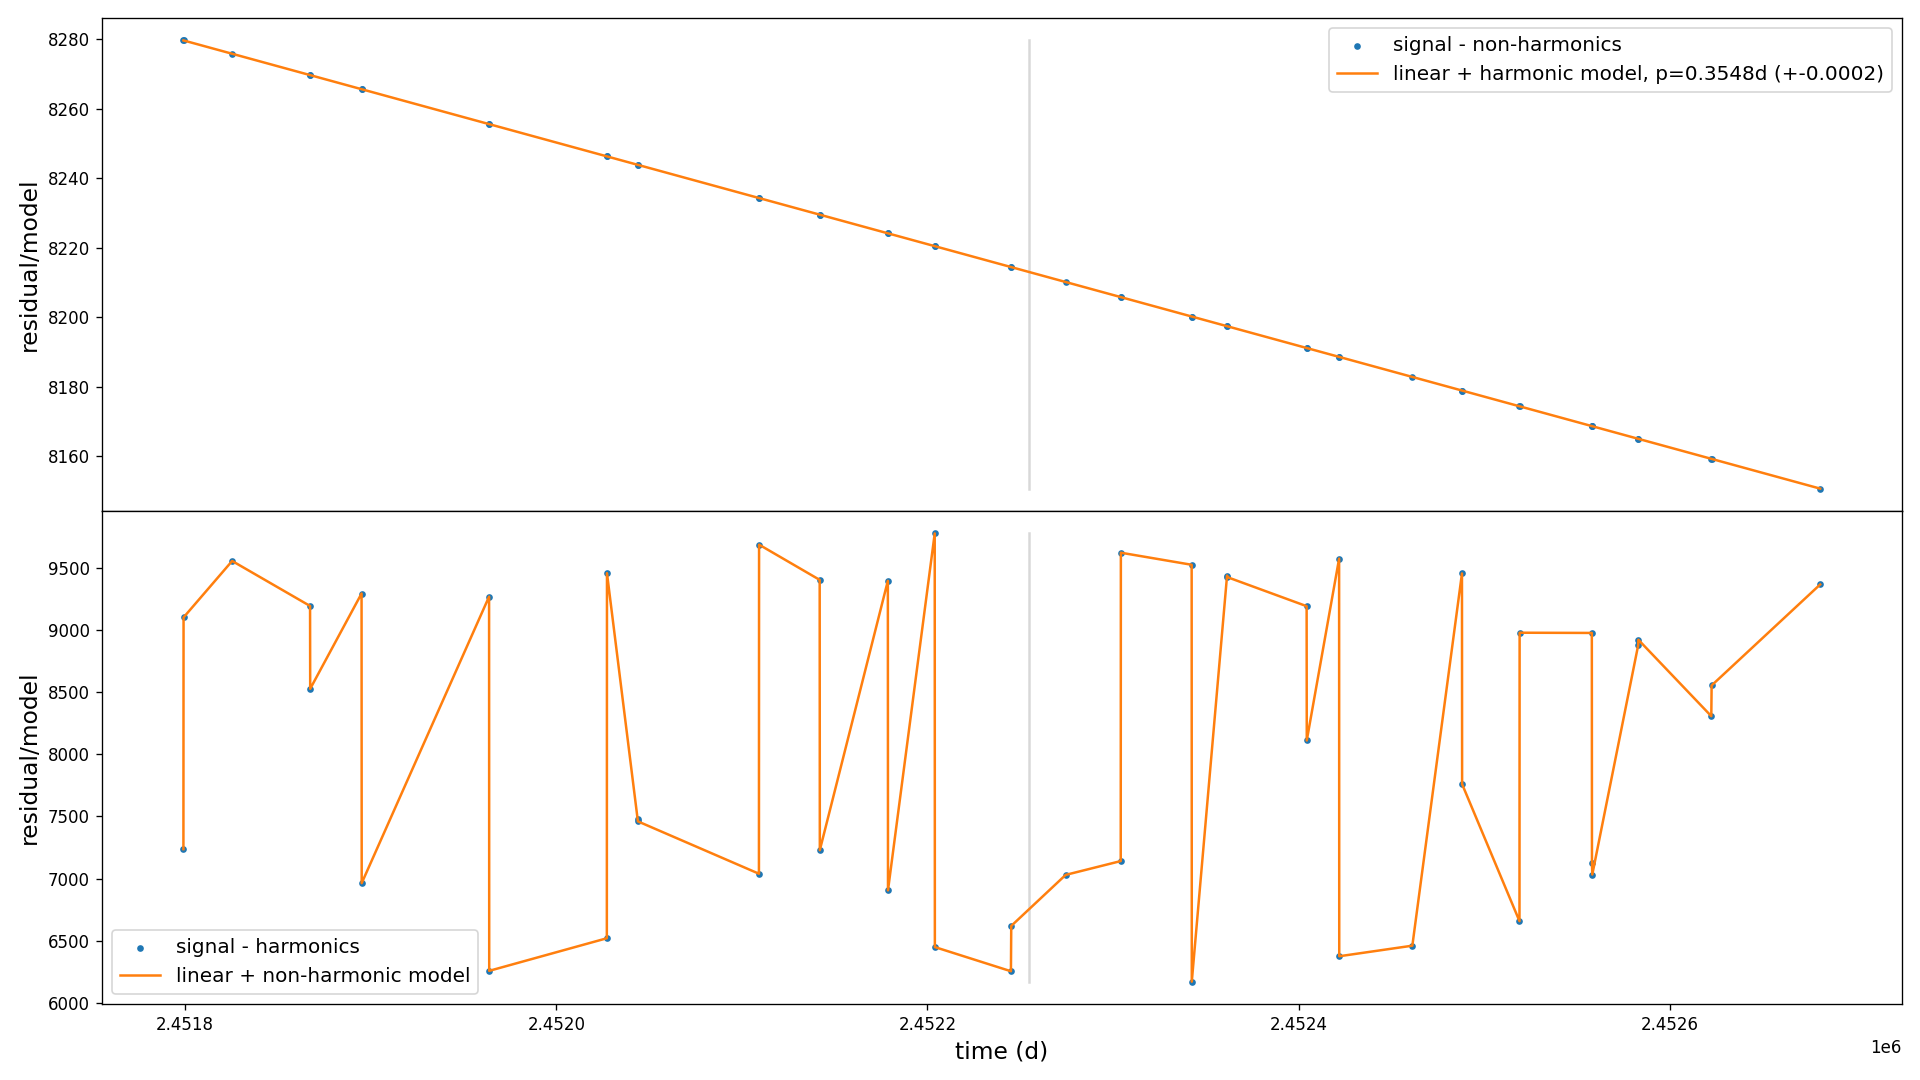 8280
8260
8240
8220
8200
8180
8160
residual/model
signal - non-harmonics
linear + harmonic model, p=0.3548d (+-0.0002)
9500
9000
8500
8000
7500
7000
6500
6000
residual/model
signal - harmonics
linear + non-harmonic model
2.4518 2.4520 2.4522 2.4524 2.4526
time (d)
1e6